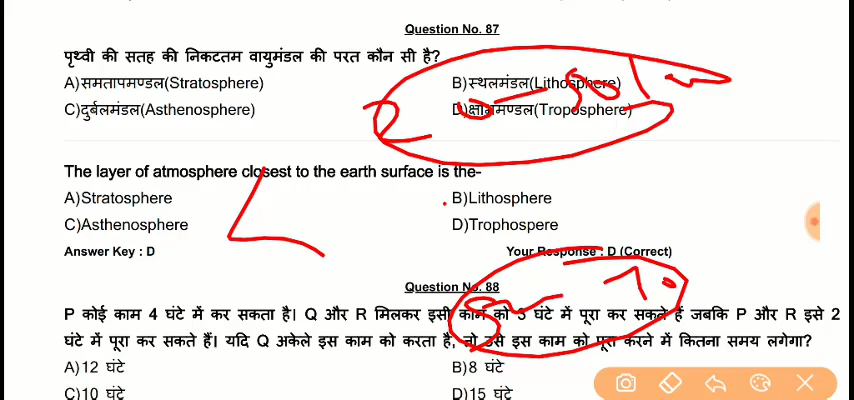 Question No. 87
पृथ्वी की सतह की निकटतम वायुमंडल की परत कौन सी है?
A)समतापमण्डल(Stratosphere) B)स्थलमंडल(Lithosphere)
C)दुर्बलमंडल(Asthenosphere) D)क्षोभमण्डल(Troposphere)
The layer of atmosphere closest to the earth surface is the-
A)Stratosphere B)Lithosphere
C)Asthenosphere D)Trophospere
Answer Key : D Your Response : D (Correct)
Question No. 88
P कोई काम 4 घंटे में कर सकता है। Q और R मिलकर इसी काम को 3 घंटे में पूरा कर सकते हैं जबकि P और R इसे 2
घंटे में पूरा कर सकते हैं। यदि Q अकेले इस काम को करता है, तो उसे इस काम को पूरा करने में कितना समय लगेगा?
A)12 घंटे B)8 घंटे
C)10 घंटे D)15 घंटे